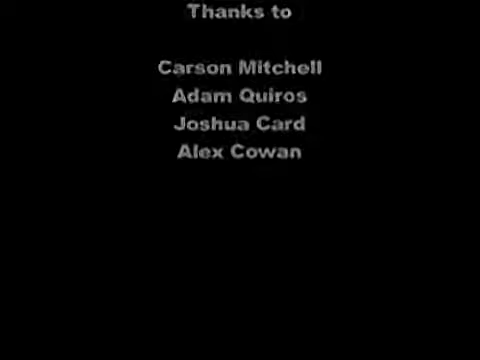 Thanks to
Carson Mitchell
Adam Quiros
Joshua Card
Alex Cowan